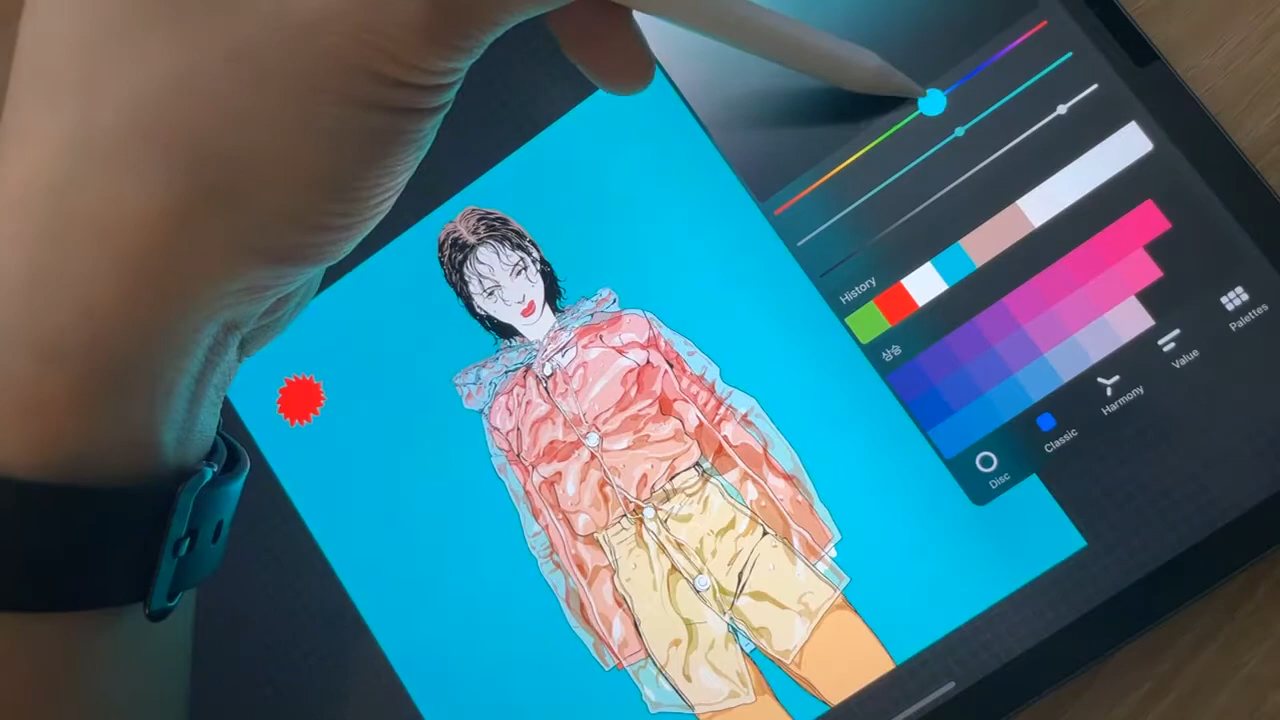 History
상승
Disc
Classic
Harmony
Value
Palettes